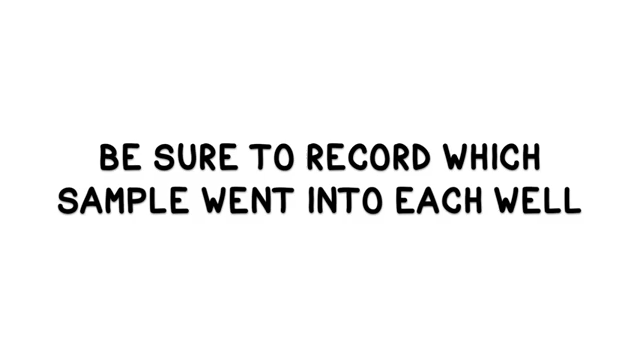 BE SURE TO RECORD WHICH
SAMPLE WENT INTO EACH WELL